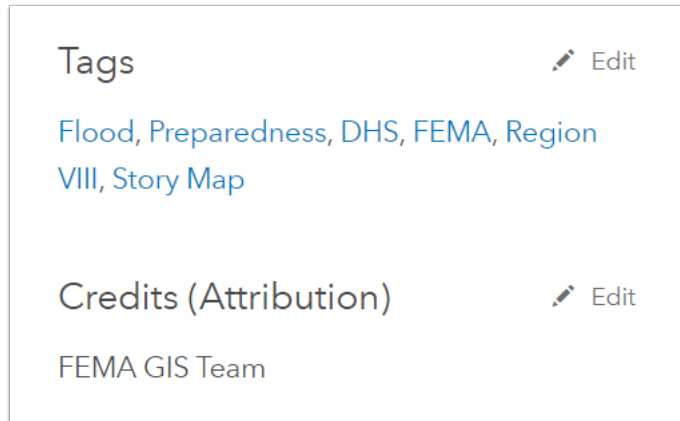 Tags
Edit
Flood, Preparedness, DHS, FEMA, Region
VIII, Story Map
Credits (Attribution)
Edit
FEMA GIS Team